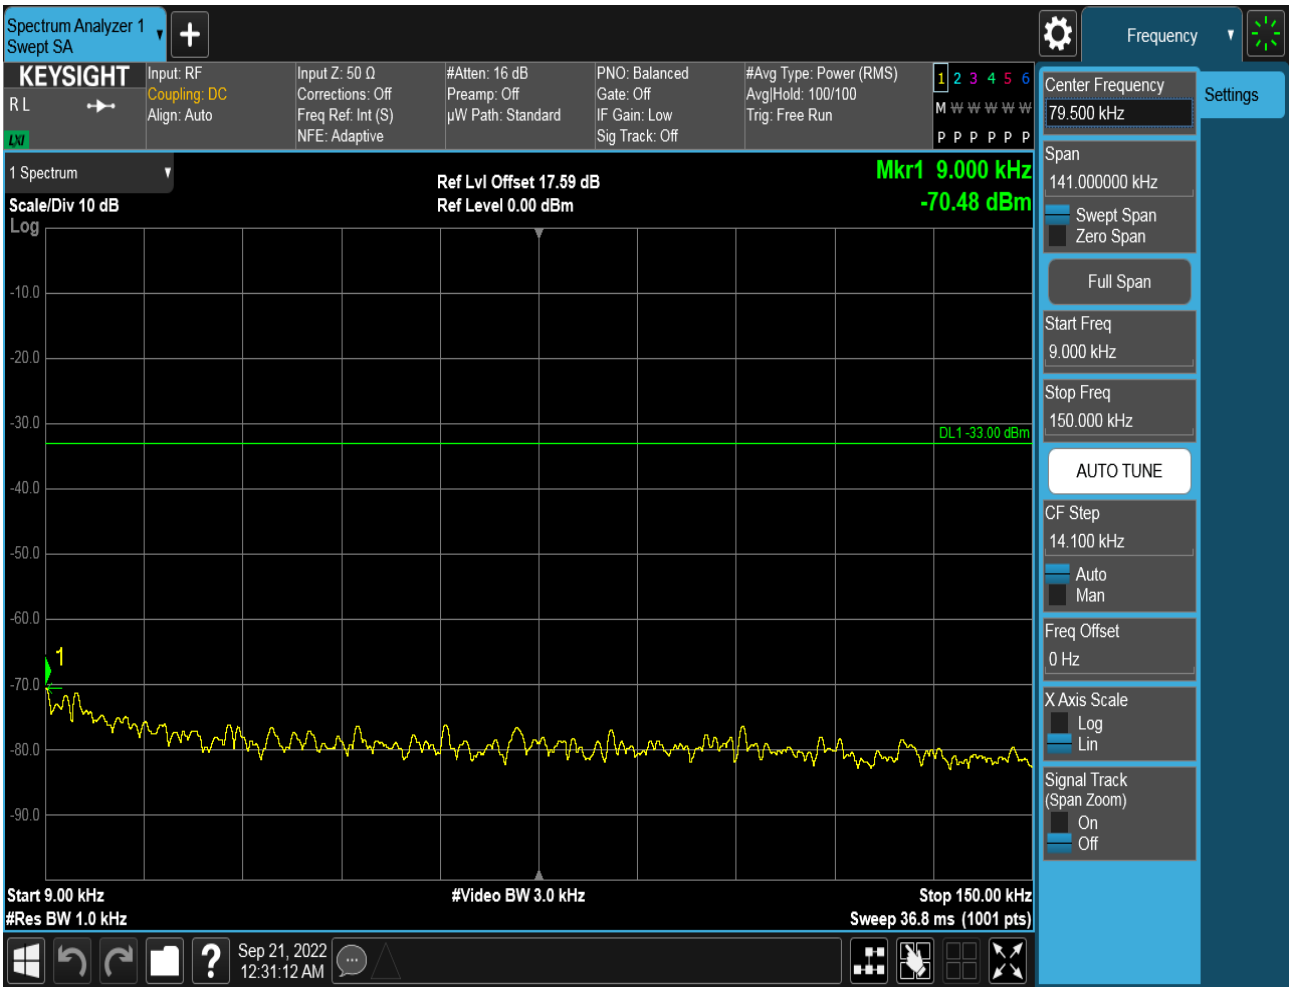 Spectrum Analyzer 1
Swept SA
Frequency
KEYSIGHT
R L
LXI
Input: RF
Coupling: DC
Align: Auto
Input Z: 50 Ω
Corrections: Off
Freq Ref: Int (S)
NFE: Adaptive
#Atten: 16 dB
Preamp: Off
µW Path: Standard
PNO: Balanced
Gate: Off
IF Gain: Low
Sig Track: Off
#Avg Type: Power (RMS)
Avg|Hold: 100/100
Trig: Free Run
1 2 3 4 5 6
M W W W W W
P P P P P P
1 Spectrum
Scale/Div 10 dB
Log
Ref Lvl Offset 17.59 dB
Ref Level 0.00 dBm
Mkr1 9.000 kHz
-70.48 dBm
-10.0
-20.0
-30.0
DL1 -33.00 dBm
-40.0
-50.0
-60.0
1
-70.0
-80.0
-90.0
Start 9.00 kHz
#Res BW 1.0 kHz
#Video BW 3.0 kHz
Stop 150.00 kHz
Sweep 36.8 ms (1001 pts)
Center Frequency
79.500 kHz
Settings
Span
141.000000 kHz
Swept Span
Zero Span
Full Span
Start Freq
9.000 kHz
Stop Freq
150.000 kHz
AUTO TUNE
CF Step
14.100 kHz
Auto
Man
Freq Offset
0 Hz
X Axis Scale
Log
Lin
Signal Track
(Span Zoom)
On
Off
?
Sep 21, 2022
12:31:12 AM